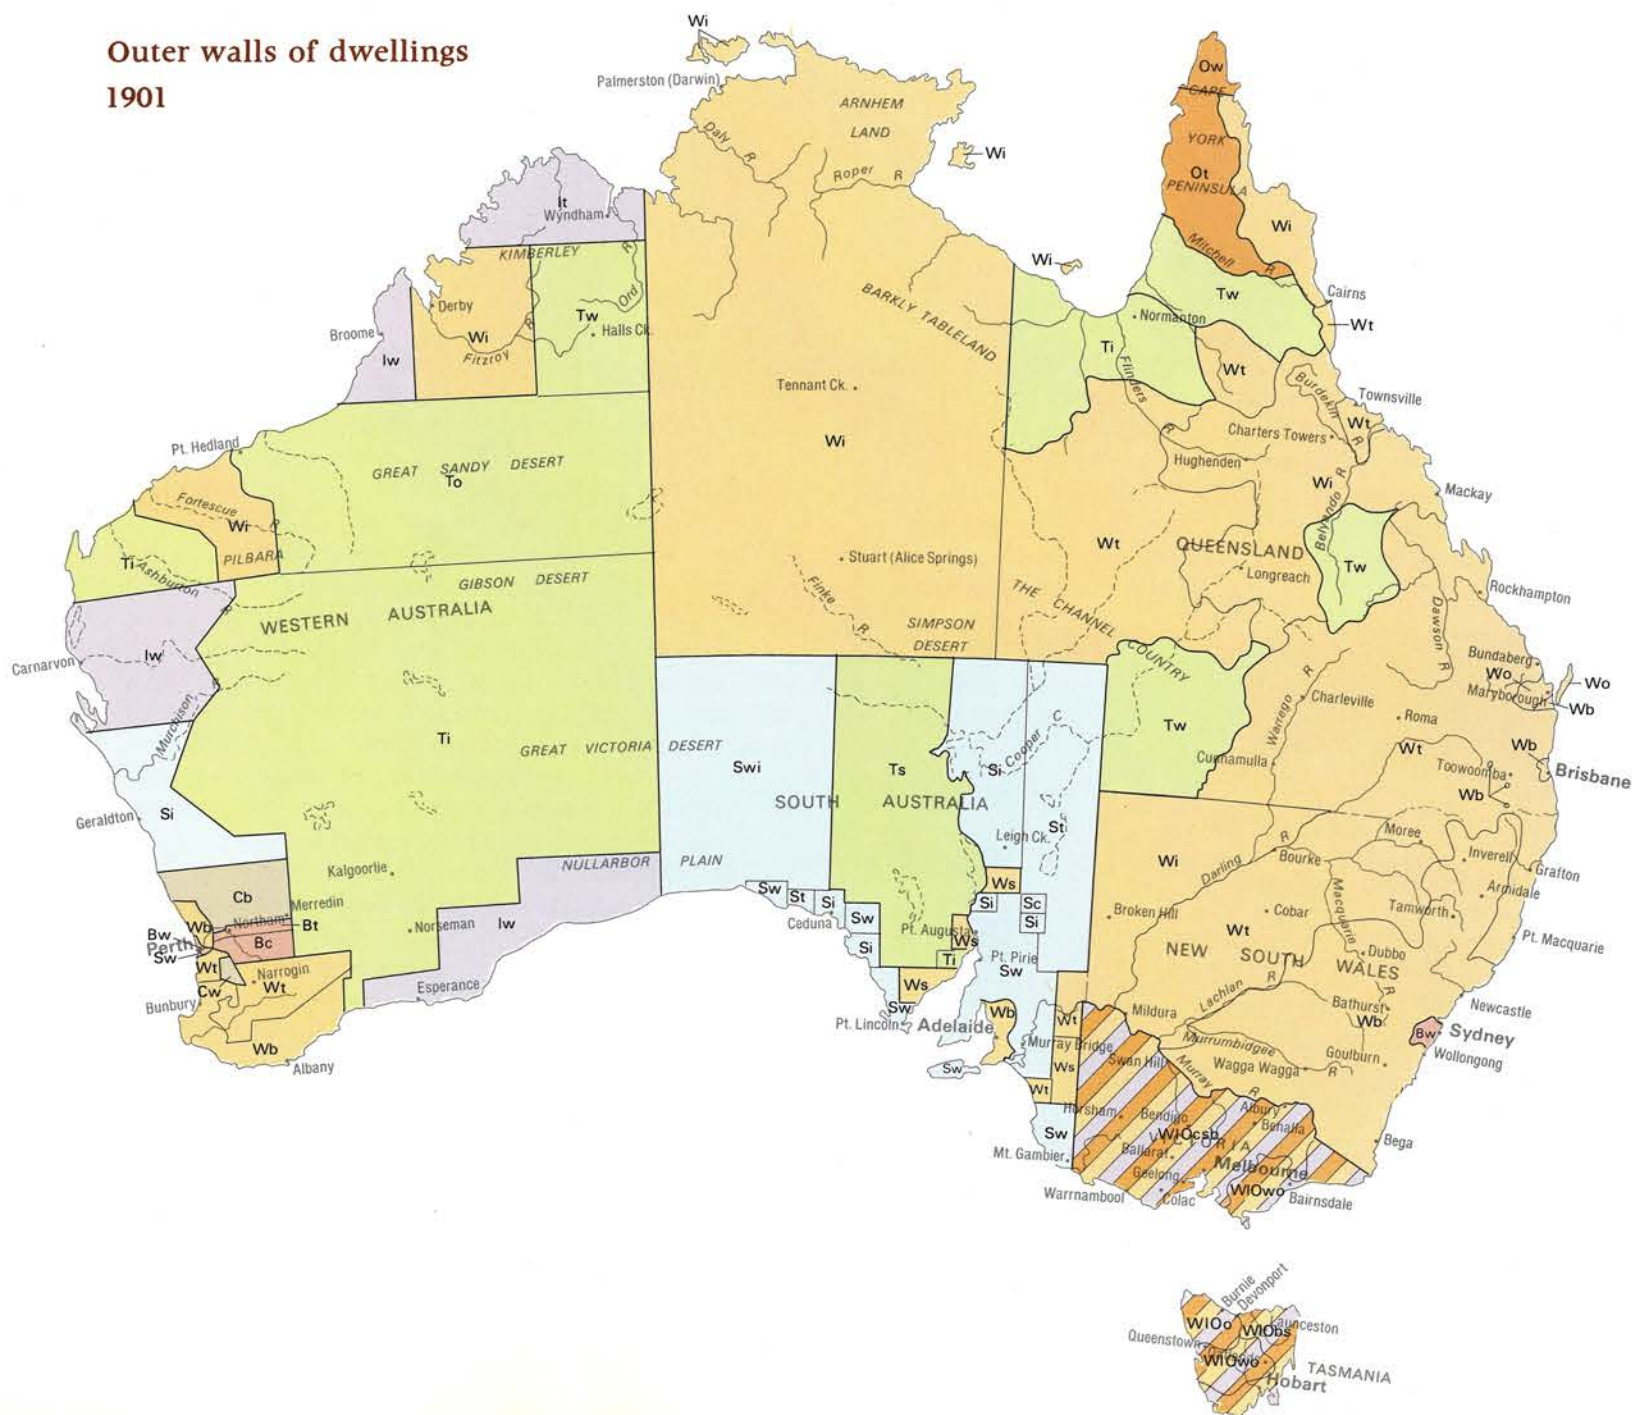 Outer walls of dwellings
1901
Wi
Palmerston (Darwin)
ARNHEM
LAND
Daly R
Roper R
Wi
Ow
CAPE
YORK
Ot
PENINSULA
Wi
Mitchell R
It
Wyndham
KIMBERLEY
Derby
Wi
Fitzroy R
Tw
Ord R
Halls Ck.
Broome
Iw
Wi
BARKLY TABLELAND
Tw
Cairns
Wt
Normanton
Ti
Flinders R
Wt
Burdekin R
Townsville
Wt
Charters Towers
Hughenden
Tennant Ck.
Wi
Wi
Mackay
Pt. Hedland
GREAT SANDY DESERT
To
Fortescue R
Wi
PILBARA
Ti
Ashburton R
GIBSON DESERT
WESTERN AUSTRALIA
Stuart (Alice Springs)
Finke R
SIMPSON
DESERT
Wt
QUEENSLAND
Longreach
Belyando R
Tw
Rockhampton
Dawson R
THE CHANNEL
COUNTRY
Carnarvon
Iw
Murchison R
Ti
GREAT VICTORIA DESERT
Tw
Warrego R
Charleville
Cunnamulla
Roma
Wt
Bundaberg
Wo
Maryborough
Wo
Wb
Wb
Toowoomba
Brisbane
Wb
Swi
SOUTH AUSTRALIA
Ts
Si
Cooper C
Leigh Ck.
St
Geraldton
Si
Kalgoorlie
NULLARBOR PLAIN
Cb
Merredin
Wb
Northam
Bt
Bc
Bw
Perth
Sw
Wt
Narrogin
Wt
Cw
Bunbury
Wb
Albany
Norseman
Iw
Esperance
Sw
St
Si
Ceduna
Sw
Si
Pt. Augusta
Ws
Ti
Ws
Sw
Pt. Lincoln
Adelaide
Wb
Sw
Ws
Si
Sc
Si
Pt. Pirie
Sw
Wt
Murray Bridge
Ws
Wt
Sw
Mt. Gambier
Wi
Darling R
Bourke
Moree
Inverell
Grafton
Armidale
Tamworth
Broken Hill
Cobar
Wt
Macquarie R
Dubbo
NEW SOUTH WALES
Pt. Macquarie
Lachlan R
Bathurst
Wb
Newcastle
Bw
Sydney
Wollongong
Mildura
Murrumbidgee R
Wagga Wagga
Goulburn
Swan Hill
Murray R
Albury
Horsham
Bendigo
Benalla
WIOcsb
VICTORIA
Ballarat
Geelong
Melbourne
WIOwo
Bairnsdale
Bega
Warrnambool
Colac
Burnie
Devonport
WIOo
WIObs
Launceston
Queenstown
WIOwo
TASMANIA
Hobart